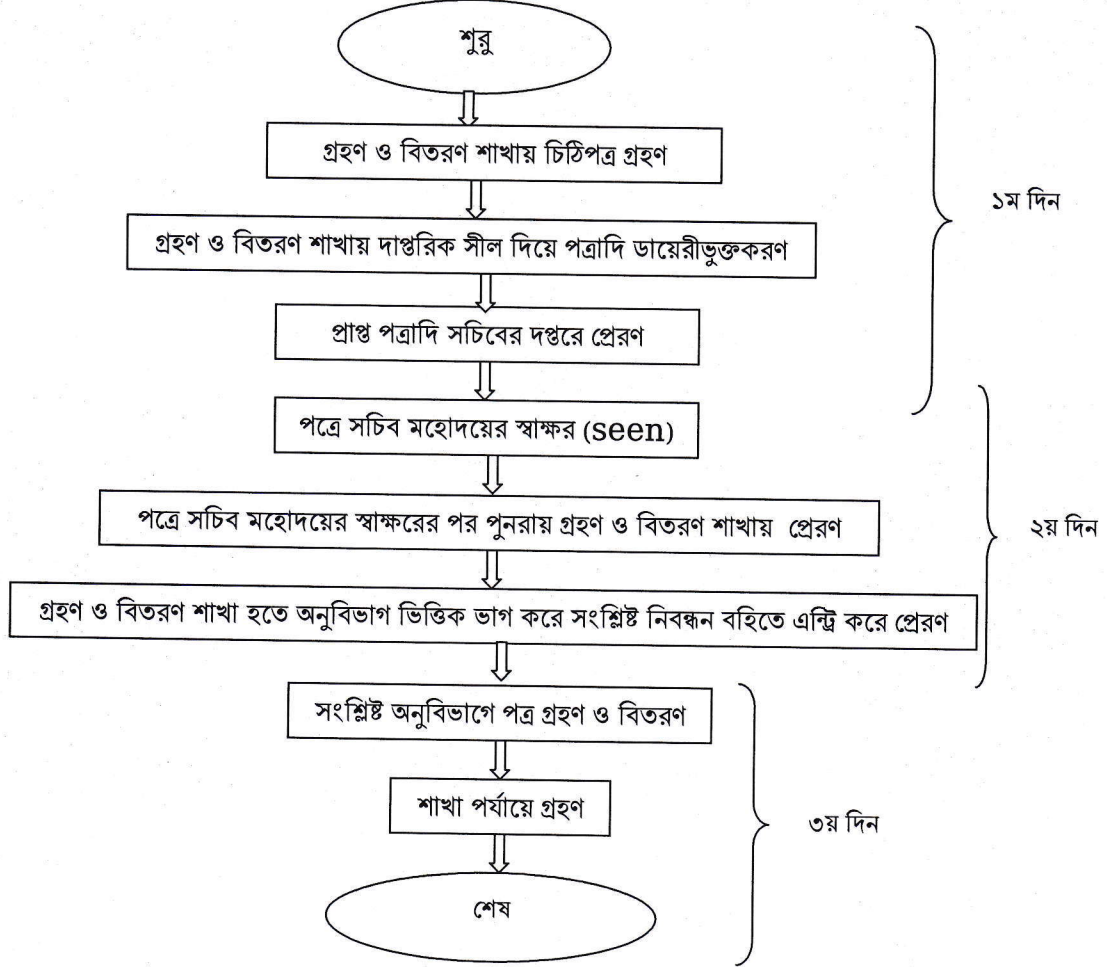 শুরু
গ্রহণ ও বিতরণ শাখায় চিঠিপত্র গ্রহণ
গ্রহণ ও বিতরণ শাখায় দাপ্তরিক সীল দিয়ে পত্রাদি ডায়েরীভুক্তকরণ
প্রাপ্ত পত্রাদি সচিবের দপ্তরে প্রেরণ
১ম দিন
পত্রে সচিব মহোদয়ের স্বাক্ষর (seen)
পত্রে সচিব মহোদয়ের স্বাক্ষরের পর পুনরায় গ্রহণ ও বিতরণ শাখায় প্রেরণ
গ্রহণ ও বিতরণ শাখা হতে অনুবিভাগ ভিত্তিক ভাগ করে সংশ্লিষ্ট নিবন্ধন বহিতে এন্ট্রি করে প্রেরণ
২য় দিন
সংশ্লিষ্ট অনুবিভাগে পত্র গ্রহণ ও বিতরণ
শাখা পর্যায়ে গ্রহণ
৩য় দিন
শেষ